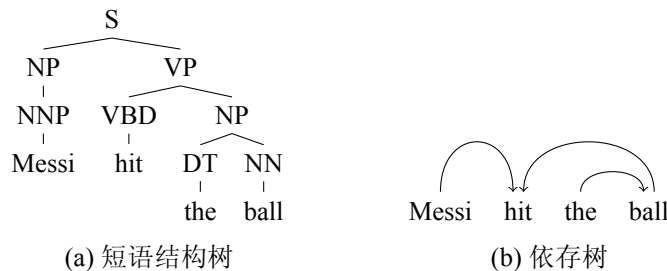 S
NP VP
NNP VBD NP
Messi hit DT NN
the ball
Messi hit the ball
(a) 短语结构树
(b) 依存树